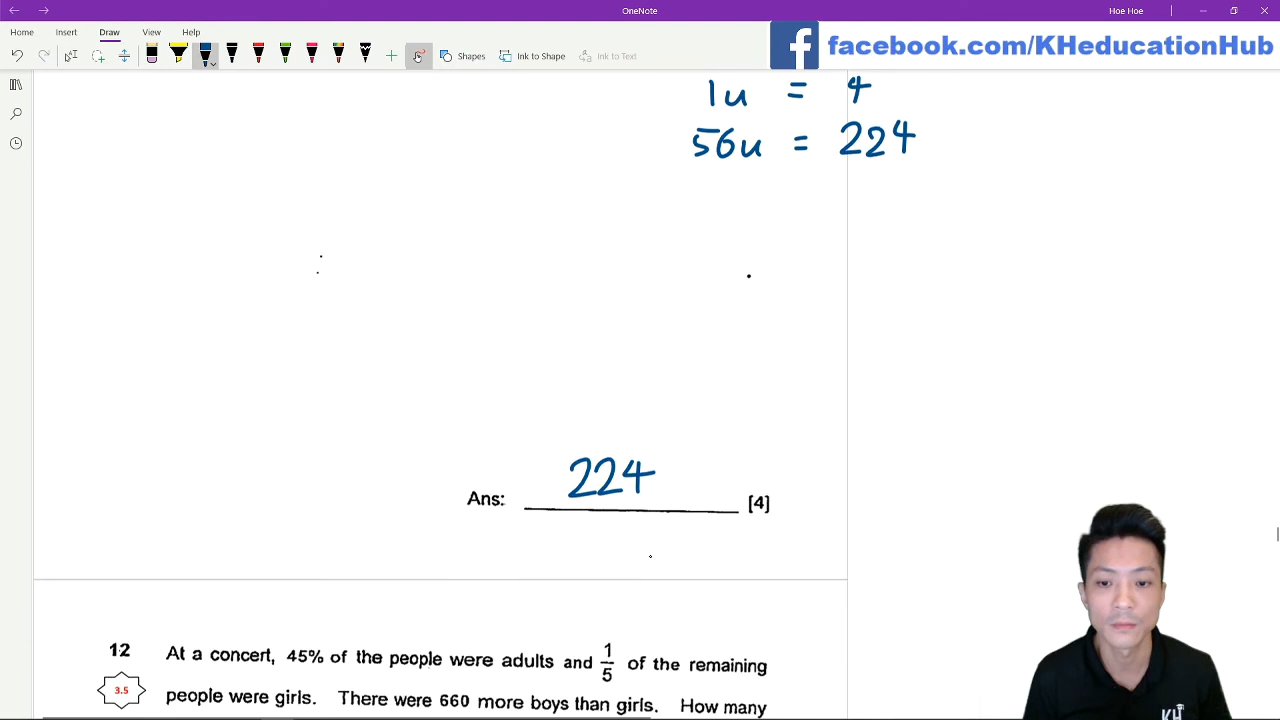 OneNote
Hoe Hoe
Home Insert Draw View Help
Shapes Ink to Shape Ink to Text
facebook.com/KHeducationHub
1u = 4
56u = 224
224
Ans: [4]
12 At a concert, 45% of the people were adults and 1/5 of the remaining
3.5 people were girls. There were 660 more boys than girls. How many
KH